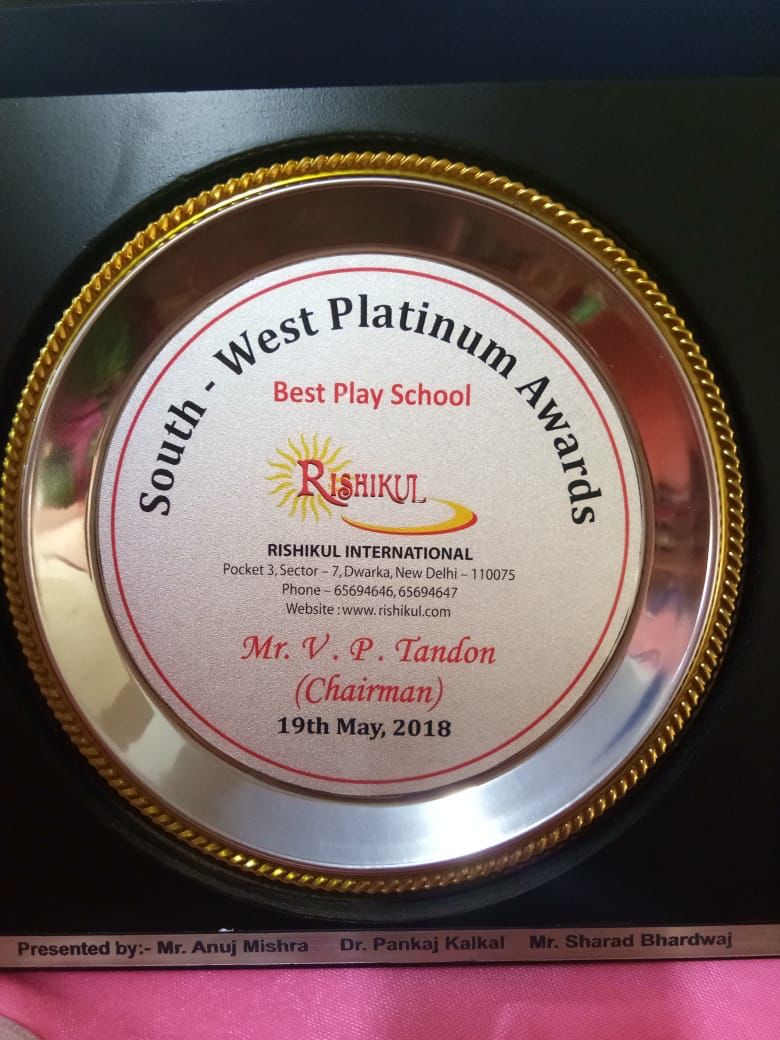 South - West Platinum Awards
Best Play School
RISHIKUL
RISHIKUL INTERNATIONAL
Pocket 3, Sector – 7, Dwarka, New Delhi – 110075
Phone – 65694646, 65694647
Website : www. rishikul.com
Mr. V . P . Tandon
(Chairman)
19th May, 2018
Presented by:- Mr. Anuj Mishra Dr. Pankaj Kalkal Mr. Sharad Bhardwaj